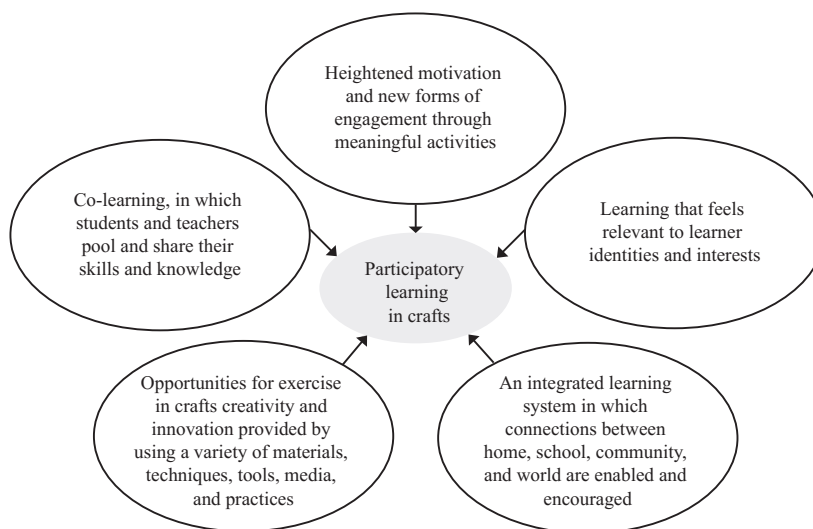 Heightened motivation
and new forms of
engagement through
meaningful activities
Co-learning, in which
students and teachers
pool and share their
skills and knowledge
Learning that feels
relevant to learner
identities and interests
Participatory
learning
in crafts
Opportunities for exercise
in crafts creativity and
innovation provided by
using a variety of materials,
techniques, tools, media,
and practices
An integrated learning
system in which
connections between
home, school, community,
and world are enabled and
encouraged